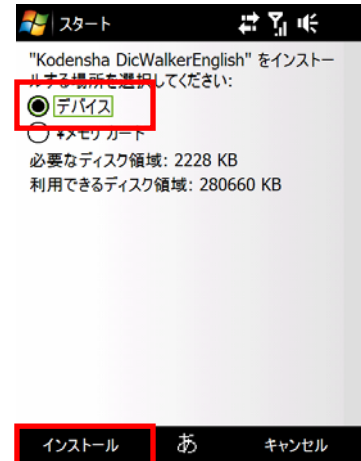 スタート
"Kodensha DicWalkerEnglish" をインストー
ルする場所を選択してください:
デバイス
¥メモリ カード
必要なディスク領域: 2228 KB
利用できるディスク領域: 280660 KB
インストール あ キャンセル